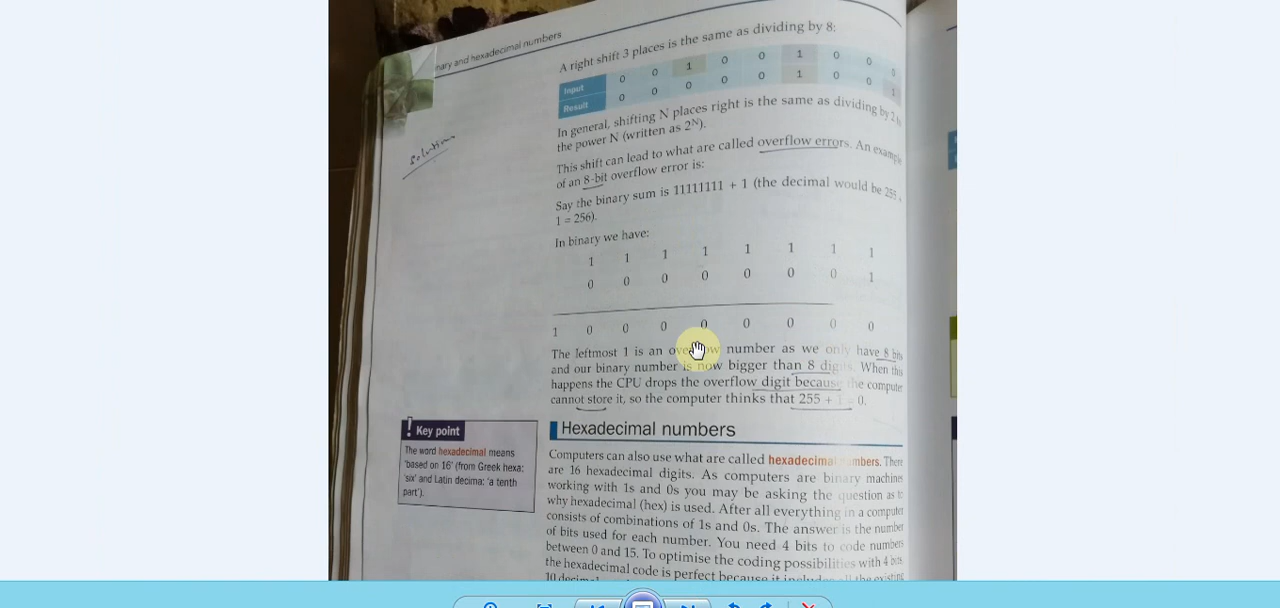 nary and hexadecimal numbers
A right shift 3 places is the same as dividing by 8:
Input 0 0 1 0 0 1 0 0 0
Result 0 0 0 0 0 1 0 0 1
In general, shifting N places right is the same as dividing by 2 to
the power N (written as 2ᴺ).
This shift can lead to what are called overflow errors. An example
of an 8-bit overflow error is:
Say the binary sum is 11111111 + 1 (the decimal would be 255
1 = 256).
In binary we have:
1 1 1 1 1 1 1 1
0 0 0 0 0 0 0 1
1 0 0 0 0 0 0 0 0
The leftmost 1 is an overflow number as we only have 8 bits
and our binary number is now bigger than 8 digits. When this
happens the CPU drops the overflow digit because the computer
cannot store it, so the computer thinks that 255 + 1 = 0.
Solution
! Key point
The word hexadecimal means
'based on 16' (from Greek hexa:
'six' and Latin decima: 'a tenth
part').
Hexadecimal numbers
Computers can also use what are called hexadecimal numbers. There
are 16 hexadecimal digits. As computers are binary machines
working with 1s and 0s you may be asking the question as to
why hexadecimal (hex) is used. After all everything in a computer
consists of combinations of 1s and 0s. The answer is the number
of bits used for each number. You need 4 bits to code numbers
between 0 and 15. To optimise the coding possibilities with 4 bits
the hexadecimal code is perfect because it includes all the existing
10